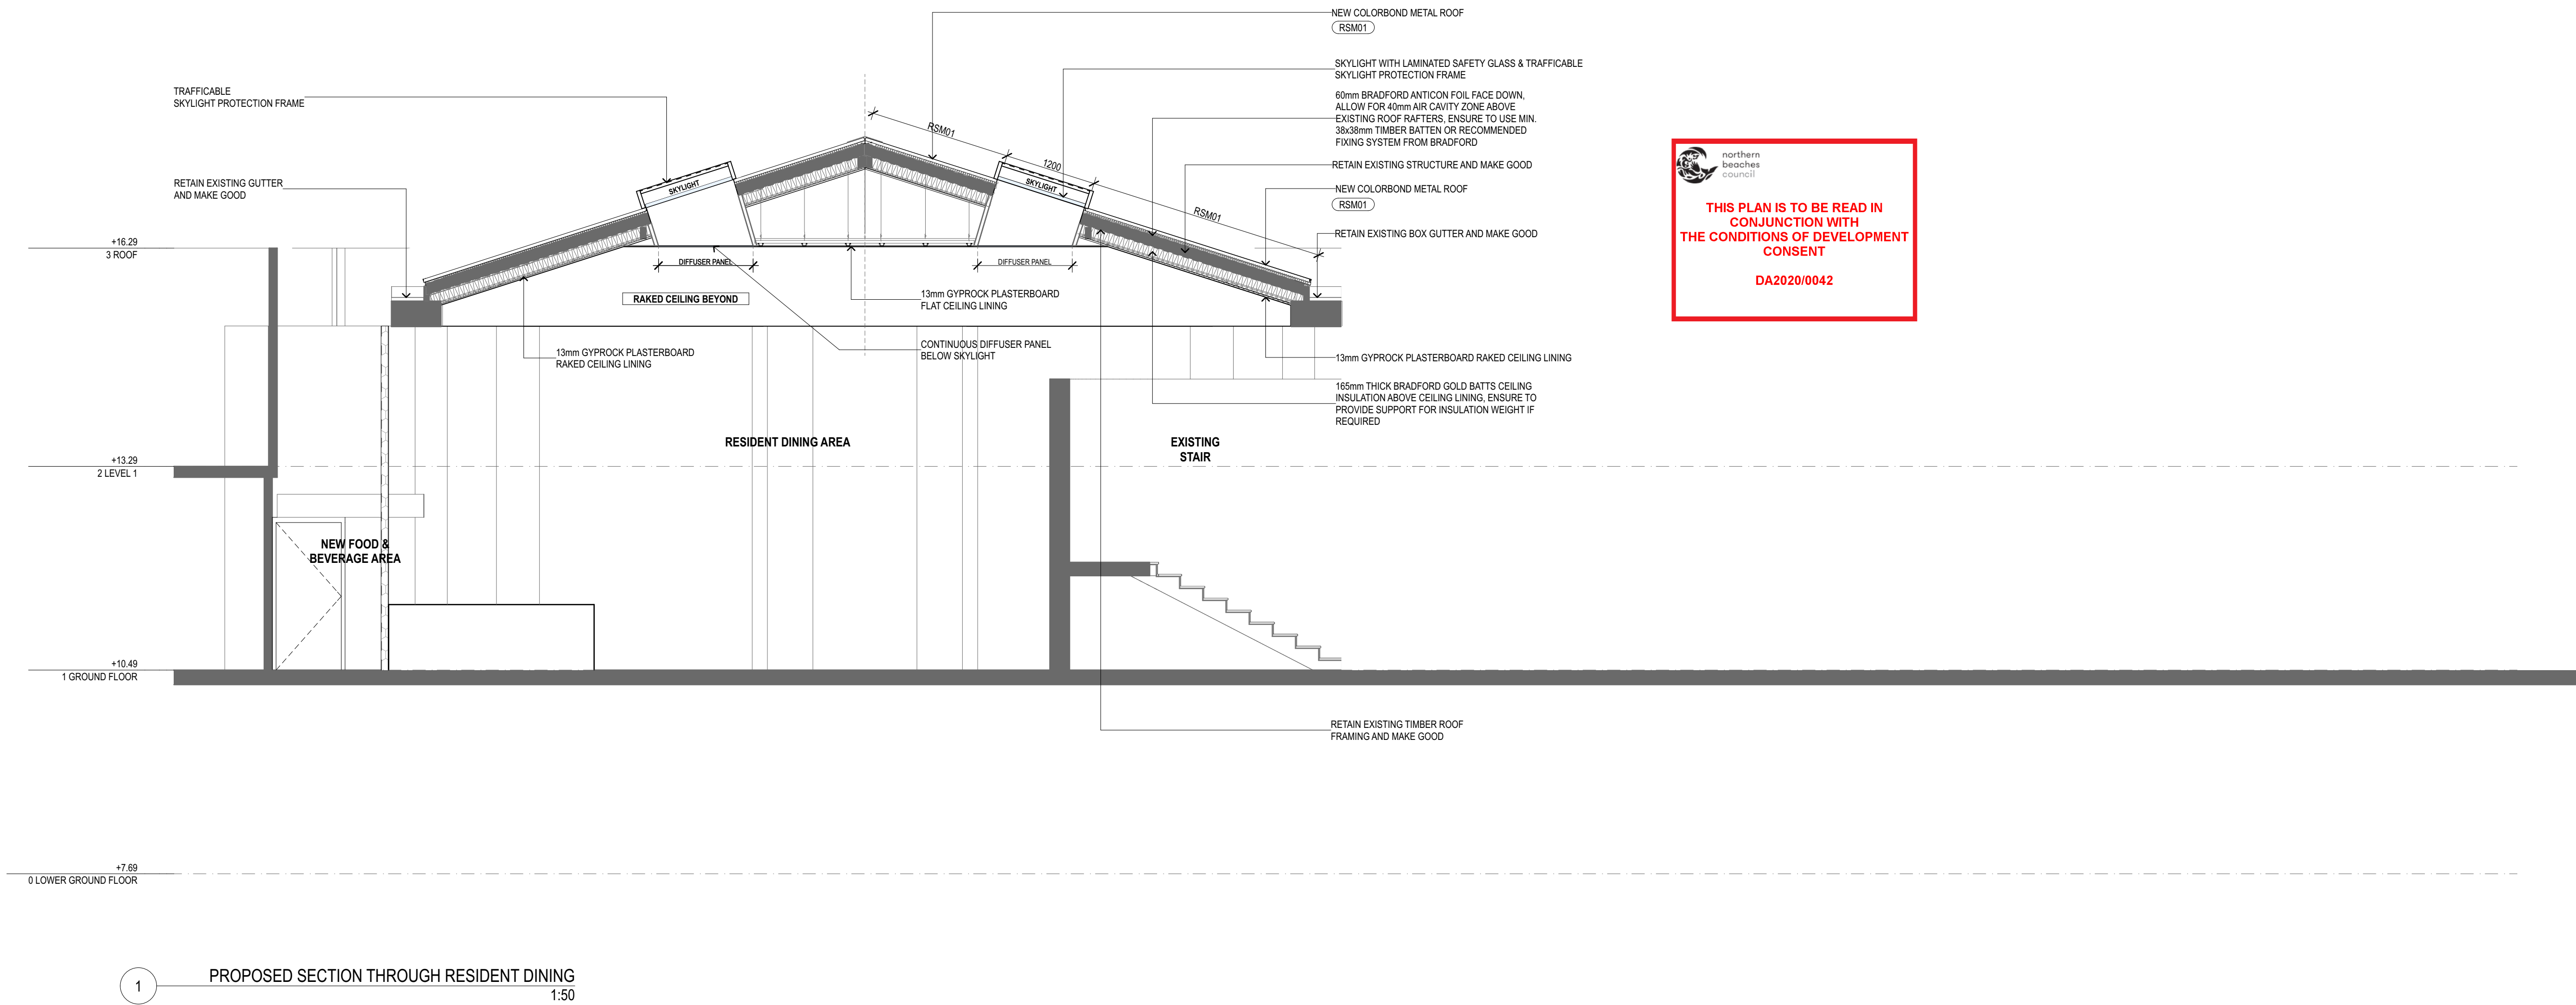 NEW COLORBOND METAL ROOF
RSM01
SKYLIGHT WITH LAMINATED SAFETY GLASS & TRAFFICABLE
SKYLIGHT PROTECTION FRAME
TRAFFICABLE
SKYLIGHT PROTECTION FRAME
60mm BRADFORD ANTICON FOIL FACE DOWN,
ALLOW FOR 40mm AIR CAVITY ZONE ABOVE
EXISTING ROOF RAFTERS, ENSURE TO USE MIN.
38x38mm TIMBER BATTEN OR RECOMMENDED
FIXING SYSTEM FROM BRADFORD
RSM01
1200
RSM01
RETAIN EXISTING STRUCTURE AND MAKE GOOD
RETAIN EXISTING GUTTER
AND MAKE GOOD
SKYLIGHT
SKYLIGHT
NEW COLORBOND METAL ROOF
RSM01
RETAIN EXISTING BOX GUTTER AND MAKE GOOD
northern
beaches
council
THIS PLAN IS TO BE READ IN
CONJUNCTION WITH
THE CONDITIONS OF DEVELOPMENT
CONSENT
DA2020/0042
+16.29
3 ROOF
DIFFUSER PANEL
DIFFUSER PANEL
RAKED CEILING BEYOND
13mm GYPROCK PLASTERBOARD
FLAT CEILING LINING
13mm GYPROCK PLASTERBOARD
RAKED CEILING LINING
CONTINUOUS DIFFUSER PANEL
BELOW SKYLIGHT
13mm GYPROCK PLASTERBOARD RAKED CEILING LINING
165mm THICK BRADFORD GOLD BATTS CEILING
INSULATION ABOVE CEILING LINING, ENSURE TO
PROVIDE SUPPORT FOR INSULATION WEIGHT IF
REQUIRED
RESIDENT DINING AREA
EXISTING
STAIR
+13.29
2 LEVEL 1
NEW FOOD &
BEVERAGE AREA
+10.49
1 GROUND FLOOR
RETAIN EXISTING TIMBER ROOF
FRAMING AND MAKE GOOD
+7.69
0 LOWER GROUND FLOOR
1
PROPOSED SECTION THROUGH RESIDENT DINING
1:50